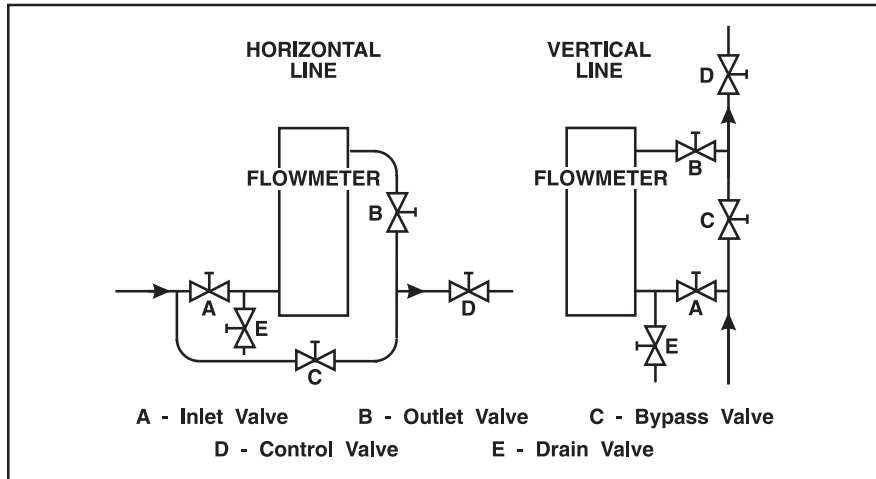 HORIZONTAL
LINE
VERTICAL
LINE
D
FLOWMETER
B
FLOWMETER
B
C
A
E
D
A
C
E
A - Inlet Valve B - Outlet Valve C - Bypass Valve
D - Control Valve E - Drain Valve